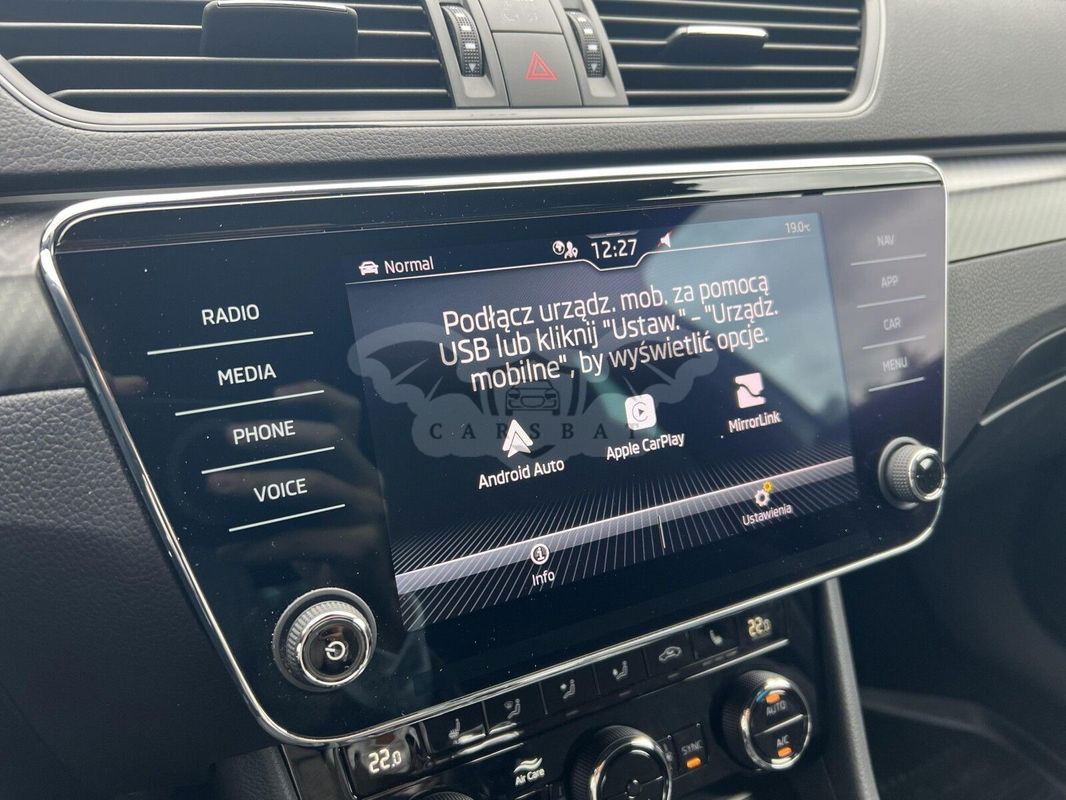 Normal
12:27
19.0°c
RADIO
MEDIA
PHONE
VOICE
NAV
APP
CAR
MENU
Podłącz urządz. mob. za pomocą
USB lub kliknij "Ustaw." - "Urządz.
mobilne", by wyświetlić opcje.
CARSBAT
Android Auto
Apple CarPlay
MirrorLink
Info
Ustawienia
22.0
22.0
Air Care
SYNC
AUTO
A/C